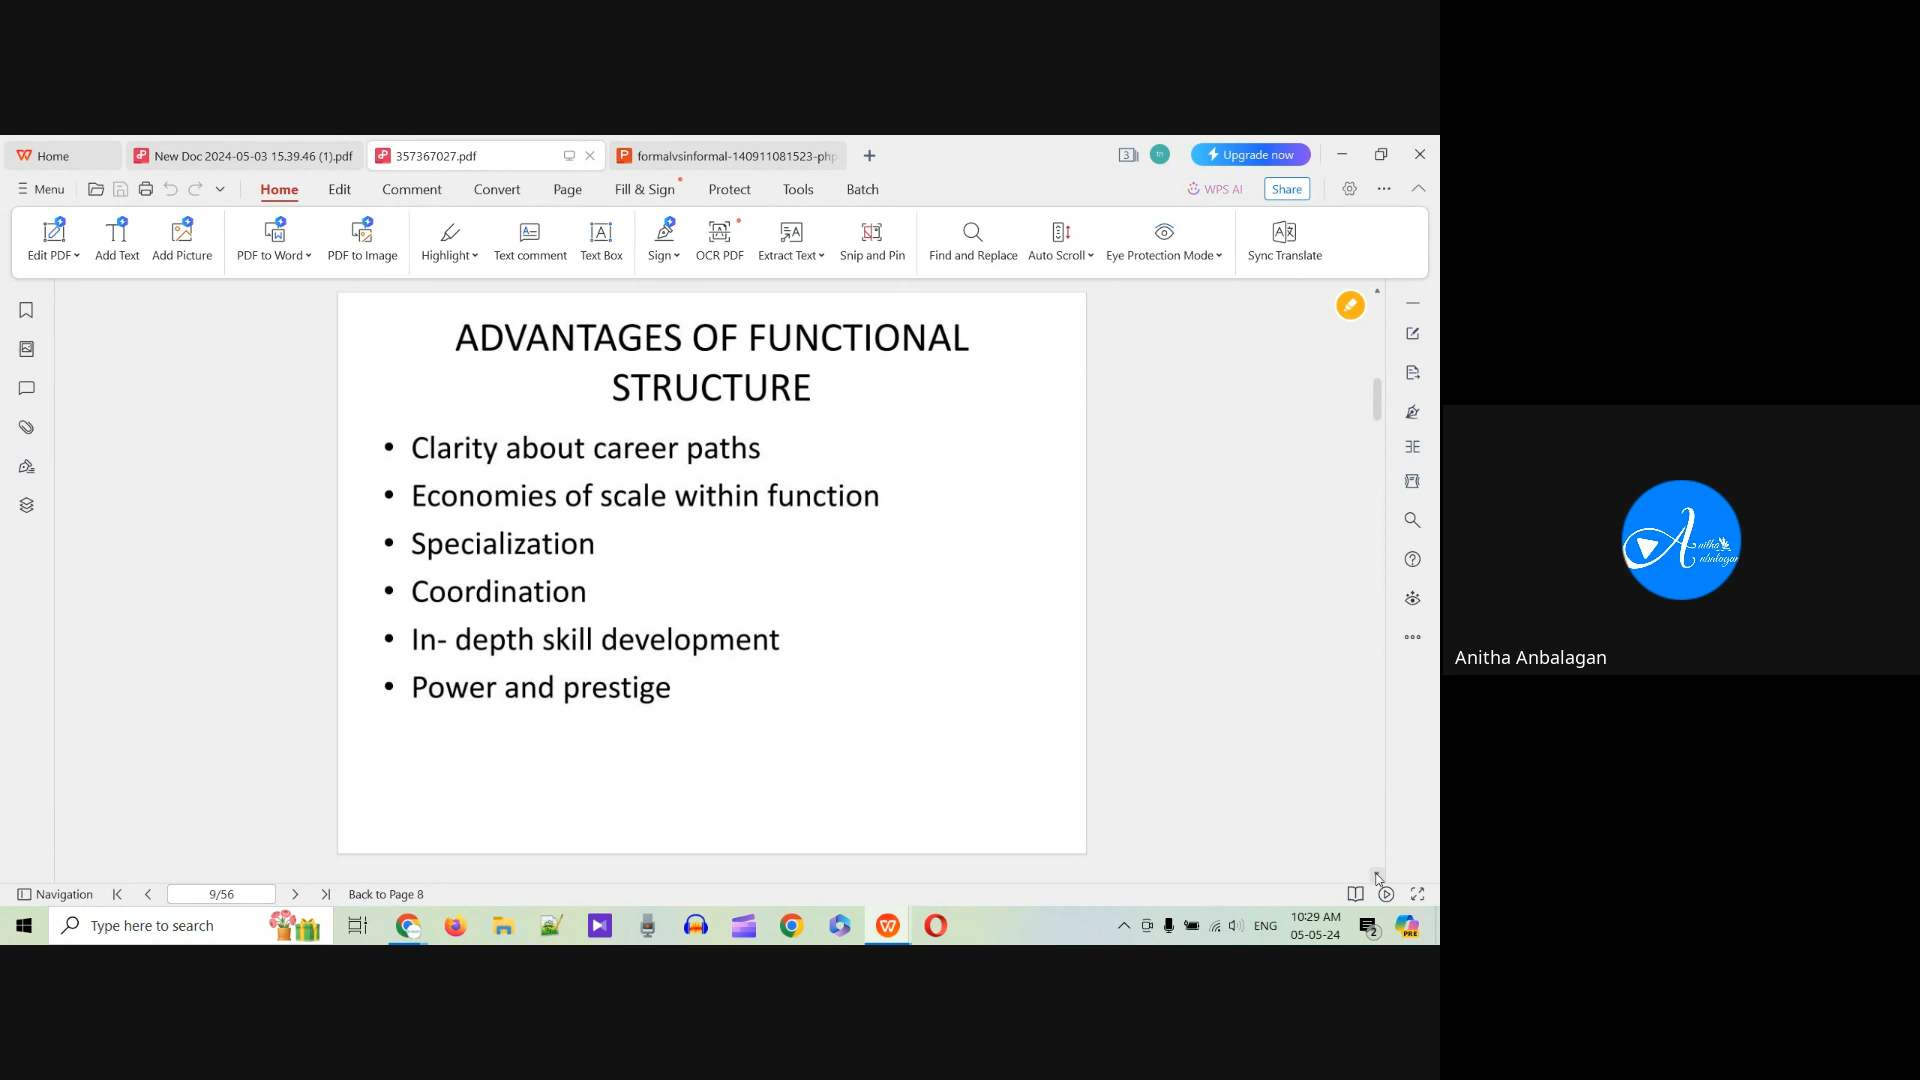 Home
New Doc 2024-05-03 15.39.46 (1).pdf
357367027.pdf
formalvsinformal-140911081523-php
3
Upgrade now
Menu
Home
Edit
Comment
Convert
Page
Fill & Sign
Protect
Tools
Batch
WPS AI
Share
Edit PDF
Add Text
Add Picture
PDF to Word
PDF to Image
Highlight
Text comment
Text Box
Sign
OCR PDF
Extract Text
Snip and Pin
Find and Replace
Auto Scroll
Eye Protection Mode
Sync Translate
ADVANTAGES OF FUNCTIONAL
STRUCTURE
• Clarity about career paths
• Economies of scale within function
• Specialization
• Coordination
• In- depth skill development
• Power and prestige
Anitha Anbalagan
Navigation
9/56
Back to Page 8
Type here to search
ENG
10:29 AM
05-05-24
2
PRE